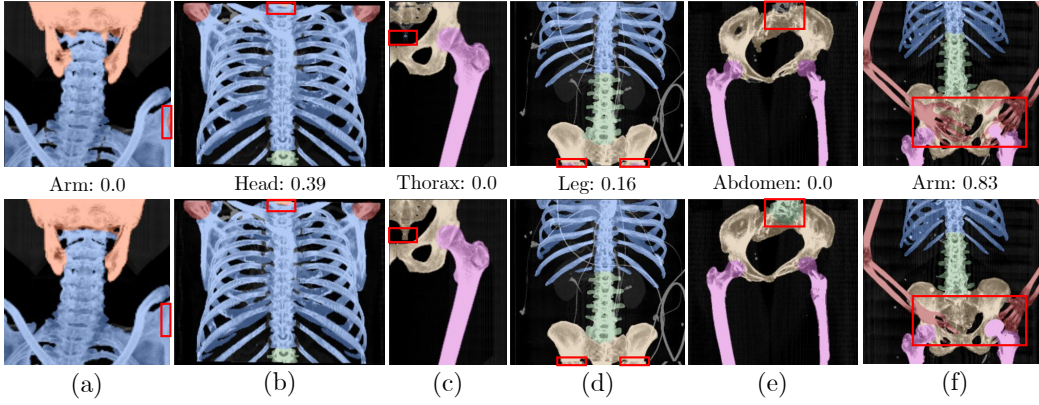 Arm: 0.0 Head: 0.39 Thorax: 0.0 Leg: 0.16 Abdomen: 0.0 Arm: 0.83
(a) (b) (c) (d) (e) (f)